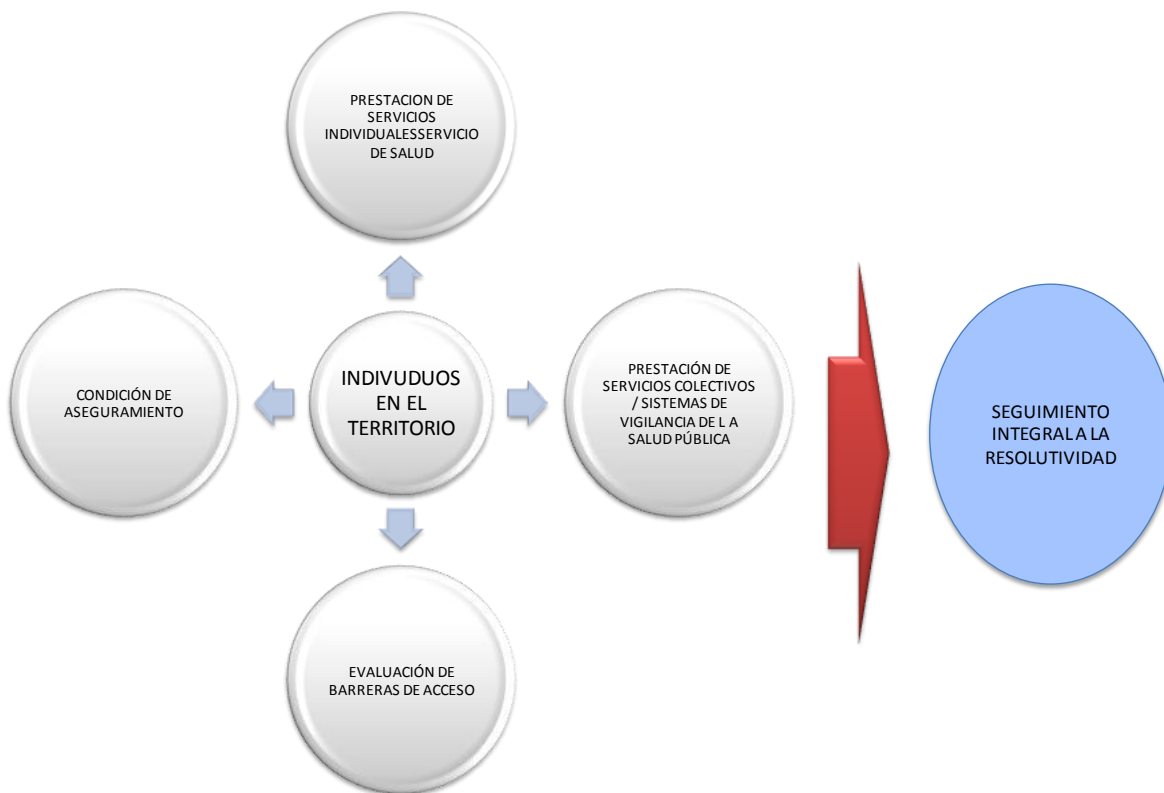 PRESTACION DE
SERVICIOS
INDIVIDUALESSERVICIO
DE SALUD
CONDICIÓN DE
ASEGURAMIENTO
INDIVUDUOS
EN EL
TERRITORIO
PRESTACIÓN DE
SERVICIOS COLECTIVOS
/ SISTEMAS DE
VIGILANCIA DE L A
SALUD PÚBLICA
SEGUIMIENTO
INTEGRAL A LA
RESOLUTIVIDAD
EVALUACIÓN DE
BARRERAS DE ACCESO